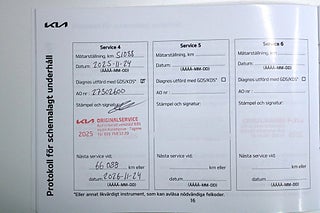 KIA
Protokoll för schemalagt underhåll
Service 4
Mätarställning, km 51088
Datum: 2025-11-24
(ÅÅÅÅ-MM-DD)
Diagnos utförd med GDS/KDS*
AO nr: 27302600
Stämpel och signatur:
KIA ORIGINALSERVICE
2025
Nästa service vid:
66 088 km eller
datum 2026-11-24
(ÅÅÅÅ-MM-DD)
Service 5
Mätarställning, km
Datum:
(ÅÅÅÅ-MM-DD)
Diagnos utförd med GDS/KDS*
AO nr:
Stämpel och signatur:
Nästa service vid:
km eller
datum
(ÅÅÅÅ-MM-DD)
Service 6
Mätarställning, km
Datum:
(ÅÅÅÅ-MM-DD)
Diagnos utförd med GDS/KDS*
AO nr:
Stämpel och signatur:
Nästa service vid:
km eller
datum
(ÅÅÅÅ-MM-DD)
*Eller annat likvärdigt instrument, som kan avläsa nödvändiga felkoder.
16